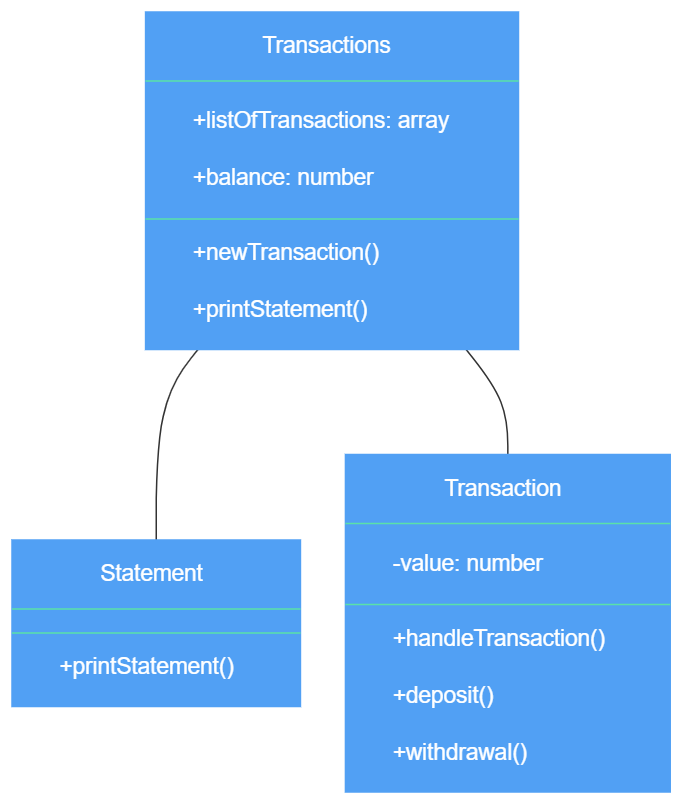 Transactions
+listOfTransactions: array
+balance: number
+newTransaction()
+printStatement()
Statement
+printStatement()
Transaction
-value: number
+handleTransaction()
+deposit()
+withdrawal()